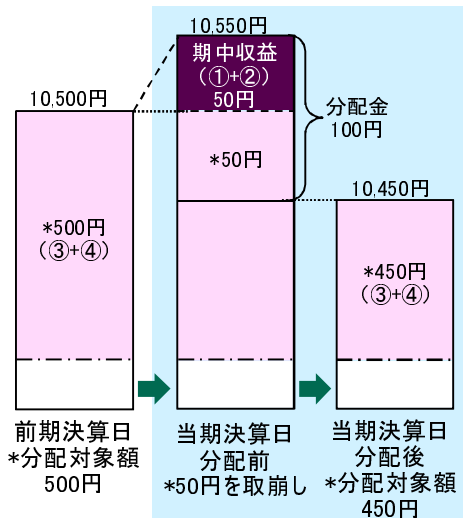 10,550円
期中収益
（①+②）
50円
10,500円
分配金
100円
*50円
10,450円
*500円
（③+④）
*450円
（③+④）
前期決算日
*分配対象額
500円
当期決算日
分配前
*50円を取崩し
当期決算日
分配後
*分配対象額
450円